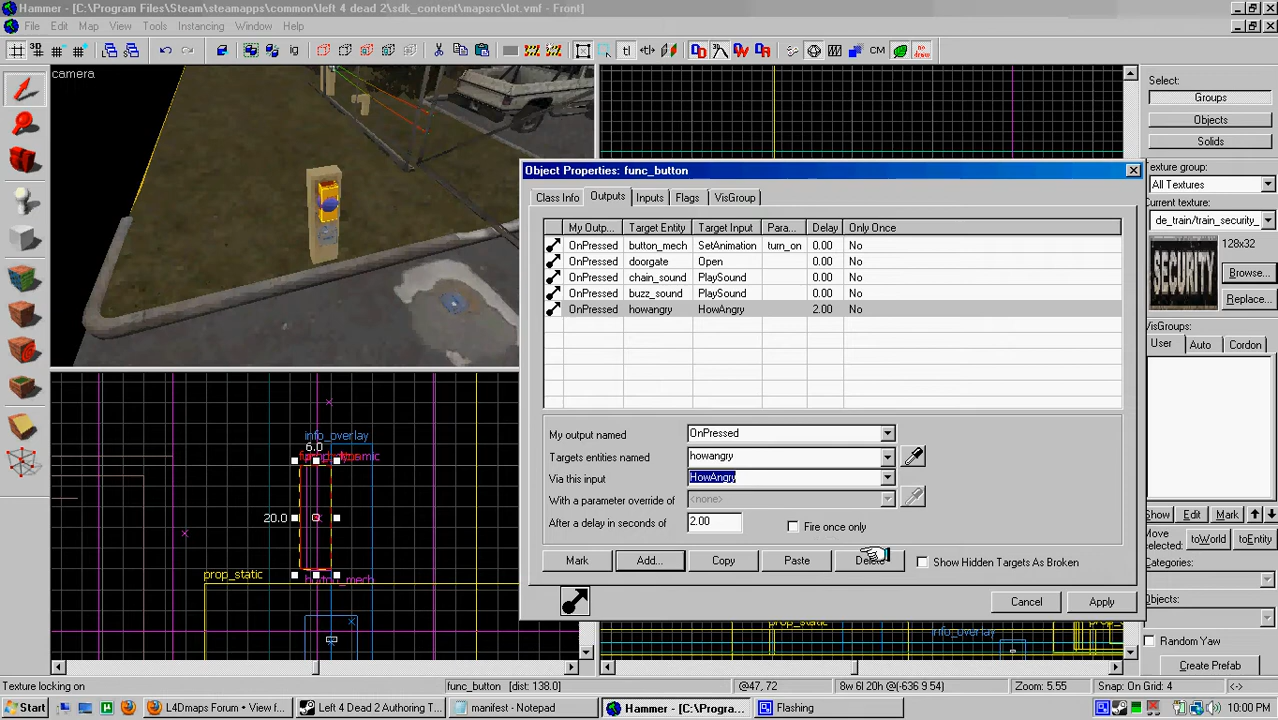 Hammer - [C:\Program Files\Steam\steamapps\common\left 4 dead 2\sdk_content\mapsrc\lot.vmf - Front]
File Edit Map View Tools Instancing Window Help
CM
camera
Select:
Groups
Objects
Solids
Texture group:
All Textures
Current texture:
de_train/train_security_
128x32
SECURITY
Browse...
Replace...
VisGroups:
User Auto Cordon
Show Edit Mark
Move selected:
toWorld toEntity
Categories:
Objects:
Random Yaw
Create Prefab
Object Properties: func_button
Class Info Outputs Inputs Flags VisGroup
My Outp... Target Entity Target Input Para... Delay Only Once
OnPressed button_mech SetAnimation turn_on 0.00 No
OnPressed doorgate Open 0.00 No
OnPressed chain_sound PlaySound 0.00 No
OnPressed buzz_sound PlaySound 0.00 No
OnPressed howangry HowAngry 2.00 No
My output named OnPressed
Targets entities named howangry
Via this input HowAngry
With a parameter override of <none>
After a delay in seconds of 2.00 Fire once only
Mark Add... Copy Paste Delete Show Hidden Targets As Broken
Cancel Apply
info_overlay
6.0
20.0
prop_static
button_mech
prop_static
info_overlay
Texture locking on
func_button [dist: 138.0]
@47, 72
Zoom: 5.55
Snap: On Grid: 4
<->
Start
L4Dmaps Forum • View f...
Left 4 Dead 2 Authoring T...
manifest - Notepad
Hammer - [C:\Progra...
Flashing
10:00 PM